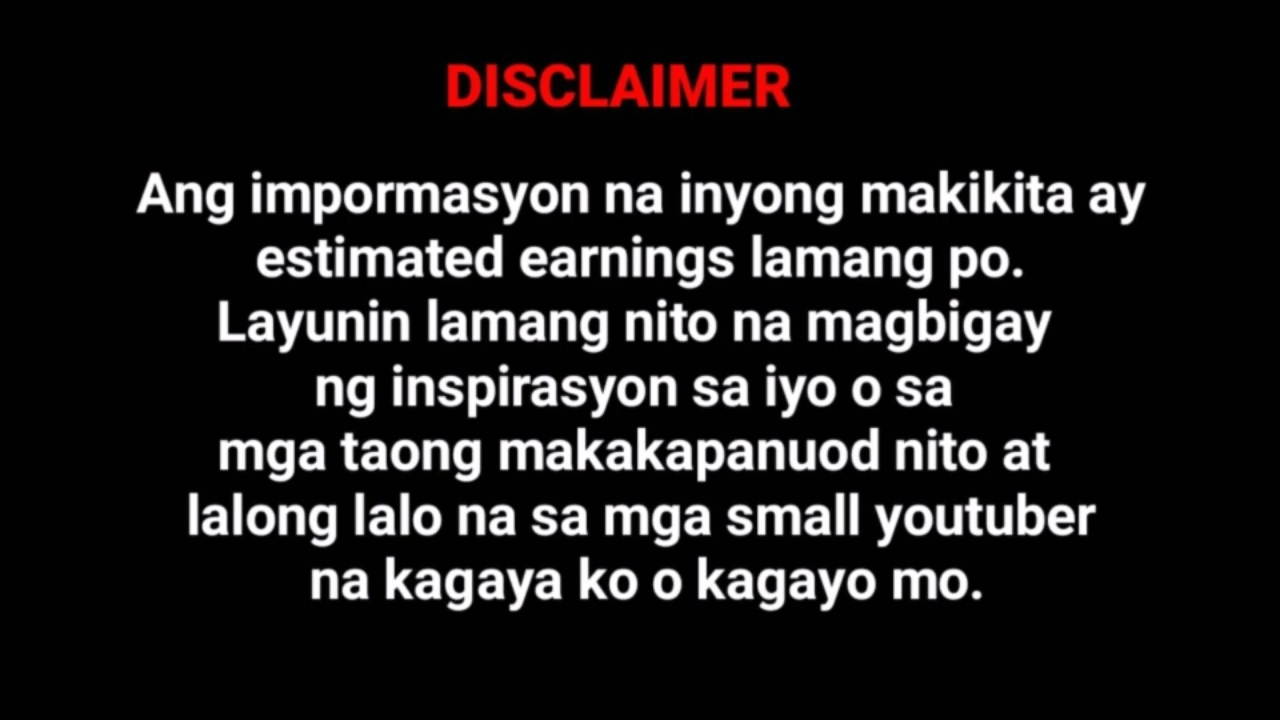 DISCLAIMER
Ang impormasyon na inyong makikita ay
estimated earnings lamang po.
Layunin lamang nito na magbigay
ng inspirasyon sa iyo o sa
mga taong makakapanuod nito at
lalong lalo na sa mga small youtuber
na kagaya ko o kagayo mo.